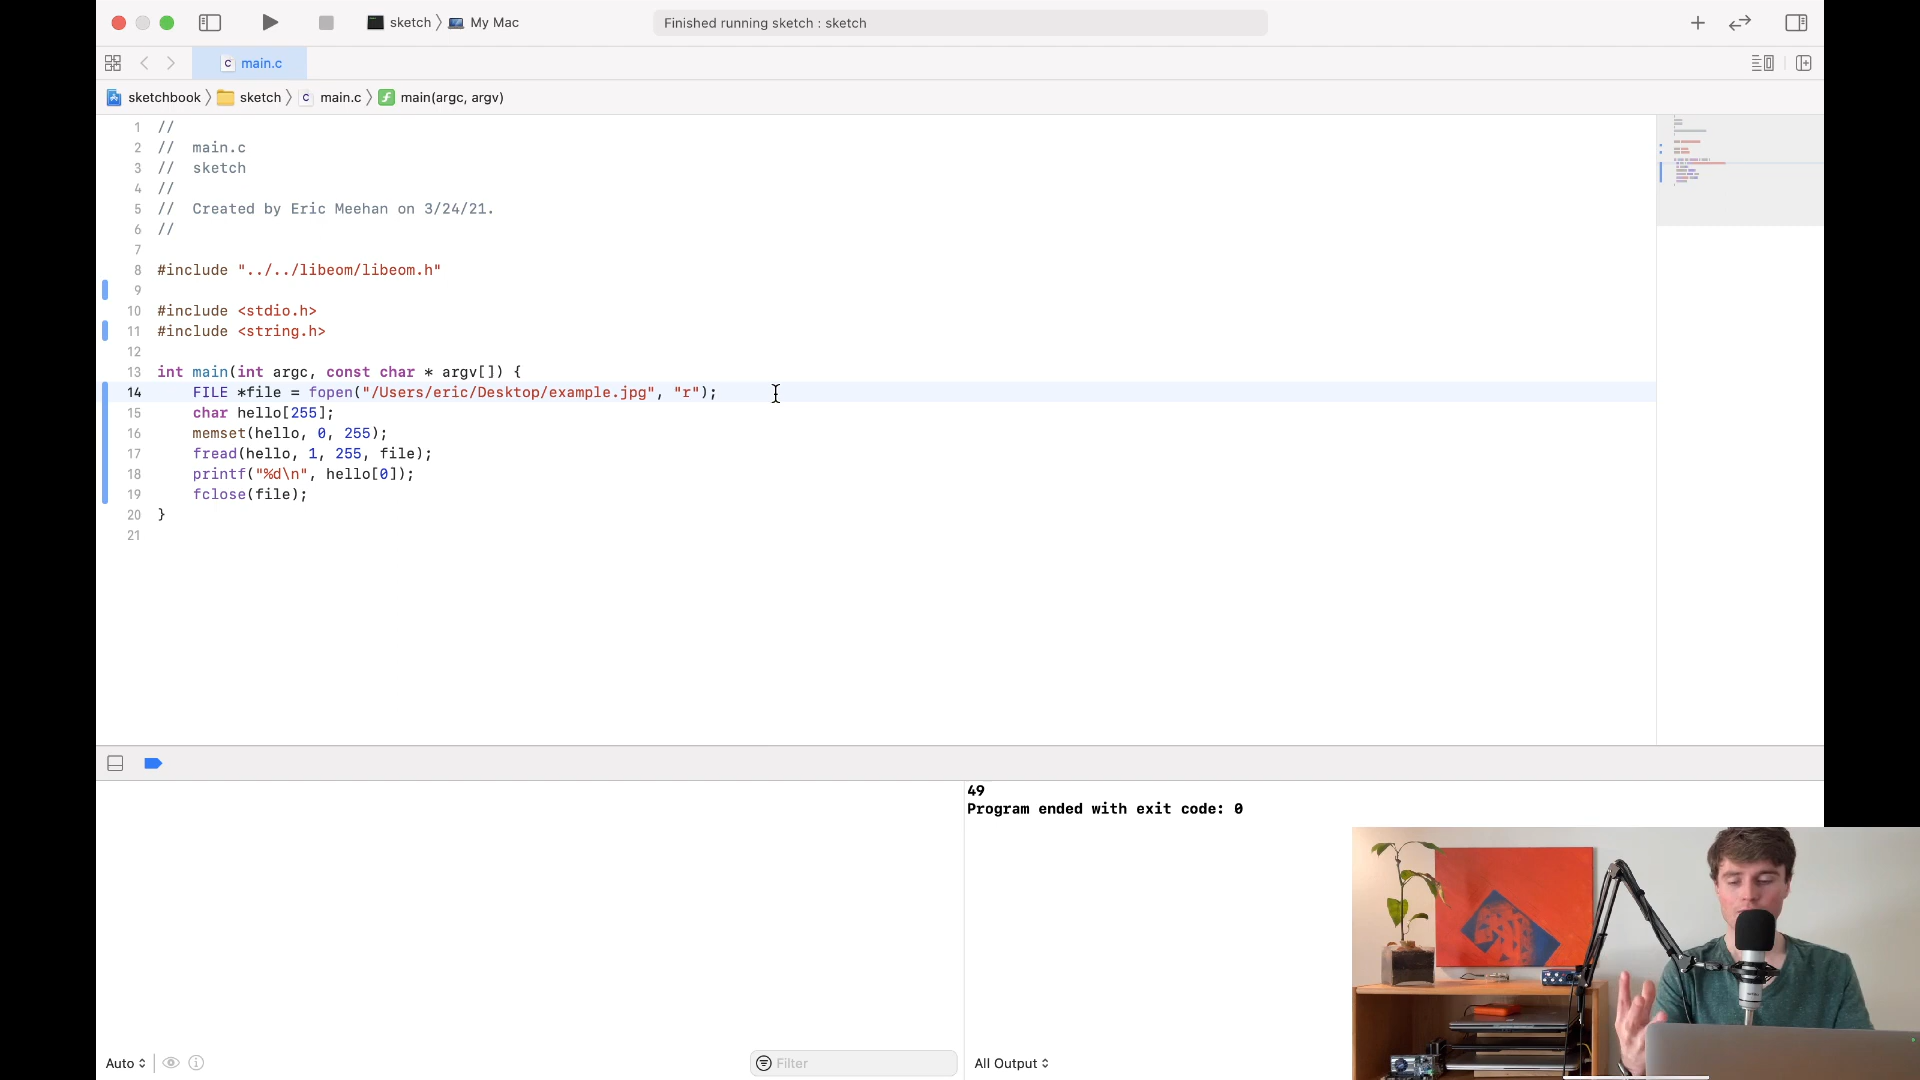 sketch 〉 My Mac
Finished running sketch : sketch
C main.c
sketchbook 〉 sketch 〉 C main.c 〉 f main(argc, argv)
1 //
2 //  main.c
3 //  sketch
4 //
5 //  Created by Eric Meehan on 3/24/21.
6 //
7
8 #include "../../libeom/libeom.h"
9
10 #include <stdio.h>
11 #include <string.h>
12
13 int main(int argc, const char * argv[]) {
14     FILE *file = fopen("/Users/eric/Desktop/example.jpg", "r");
15     char hello[255];
16     memset(hello, 0, 255);
17     fread(hello, 1, 255, file);
18     printf("%d\n", hello[0]);
19     fclose(file);
20 }
21
49
Program ended with exit code: 0
Auto
Filter
All Output